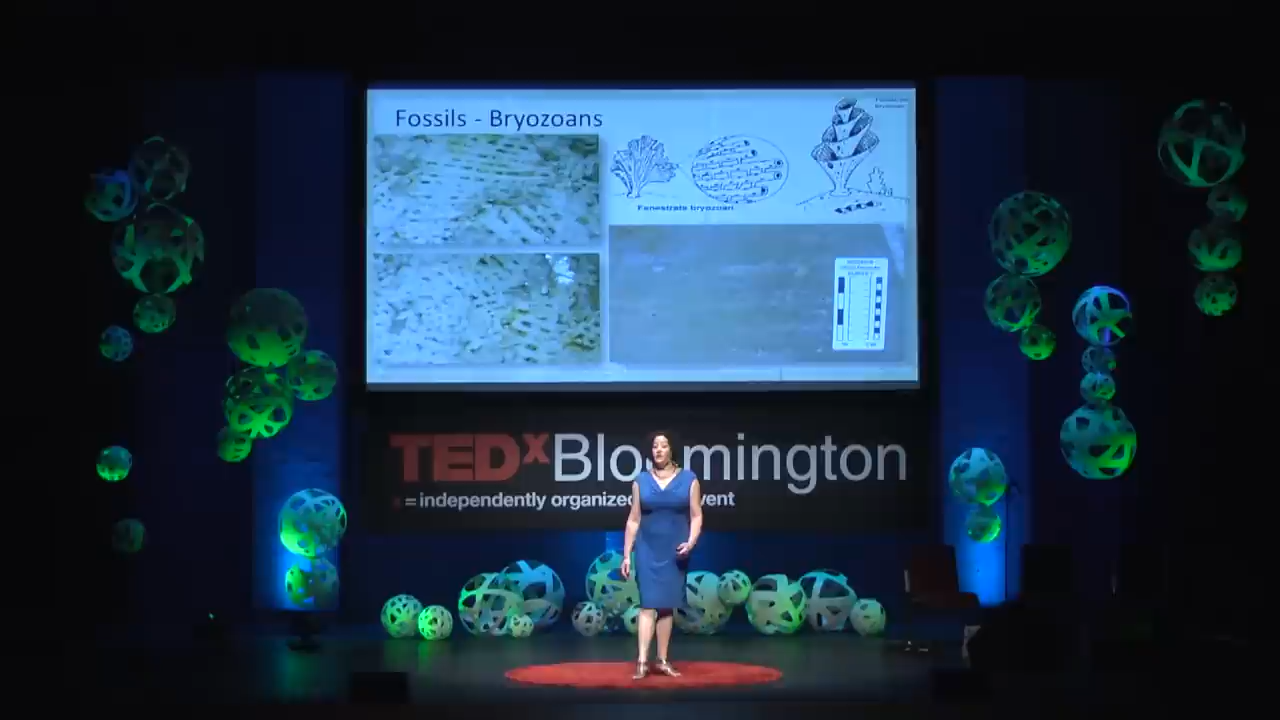 Fossils - Bryozoans
Fenestrate bryozoan
TEDxBloomington
x = independently organized event